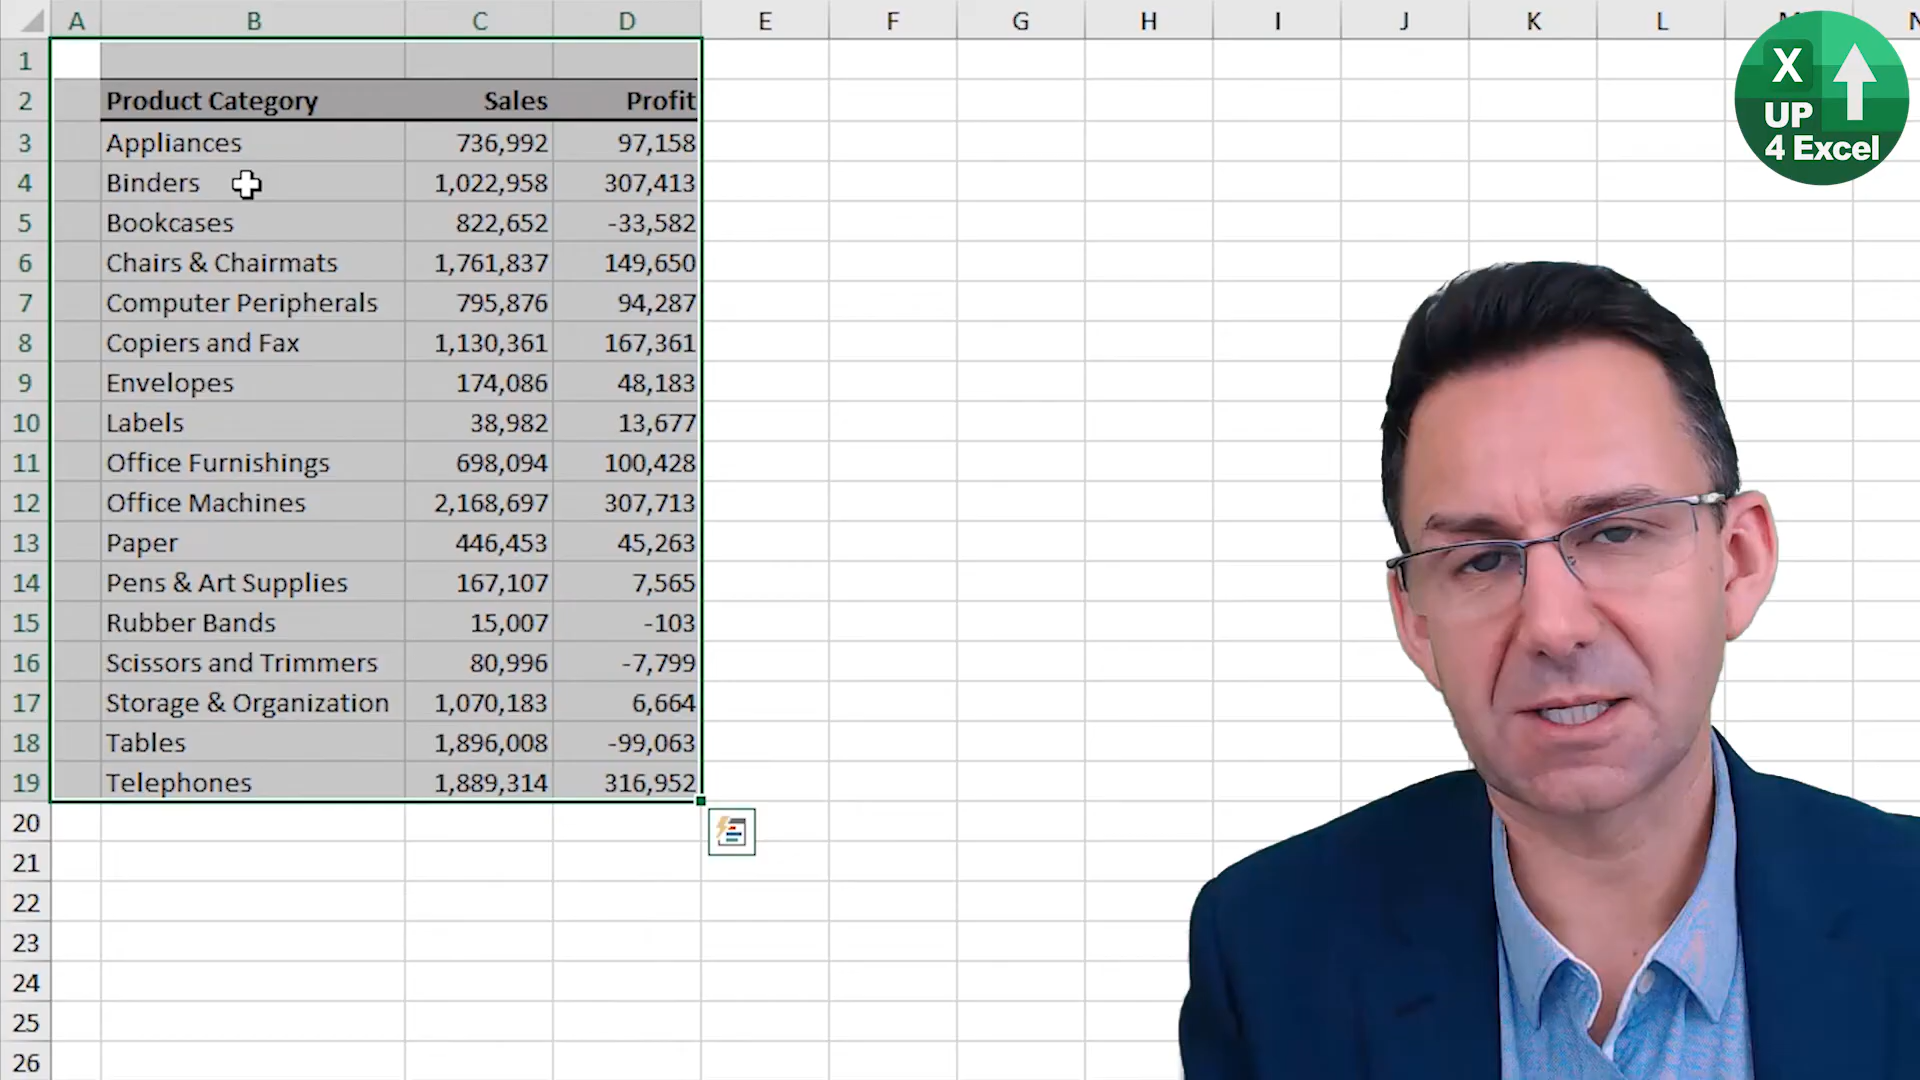 A B C D E F G H I J K L M N
1
2 Product Category Sales Profit
3 Appliances 736,992 97,158
4 Binders 1,022,958 307,413
5 Bookcases 822,652 -33,582
6 Chairs & Chairmats 1,761,837 149,650
7 Computer Peripherals 795,876 94,287
8 Copiers and Fax 1,130,361 167,361
9 Envelopes 174,086 48,183
10 Labels 38,982 13,677
11 Office Furnishings 698,094 100,428
12 Office Machines 2,168,697 307,713
13 Paper 446,453 45,263
14 Pens & Art Supplies 167,107 7,565
15 Rubber Bands 15,007 -103
16 Scissors and Trimmers 80,996 -7,799
17 Storage & Organization 1,070,183 6,664
18 Tables 1,896,008 -99,063
19 Telephones 1,889,314 316,952
20
21
22
23
24
25
26
X
UP
4 Excel